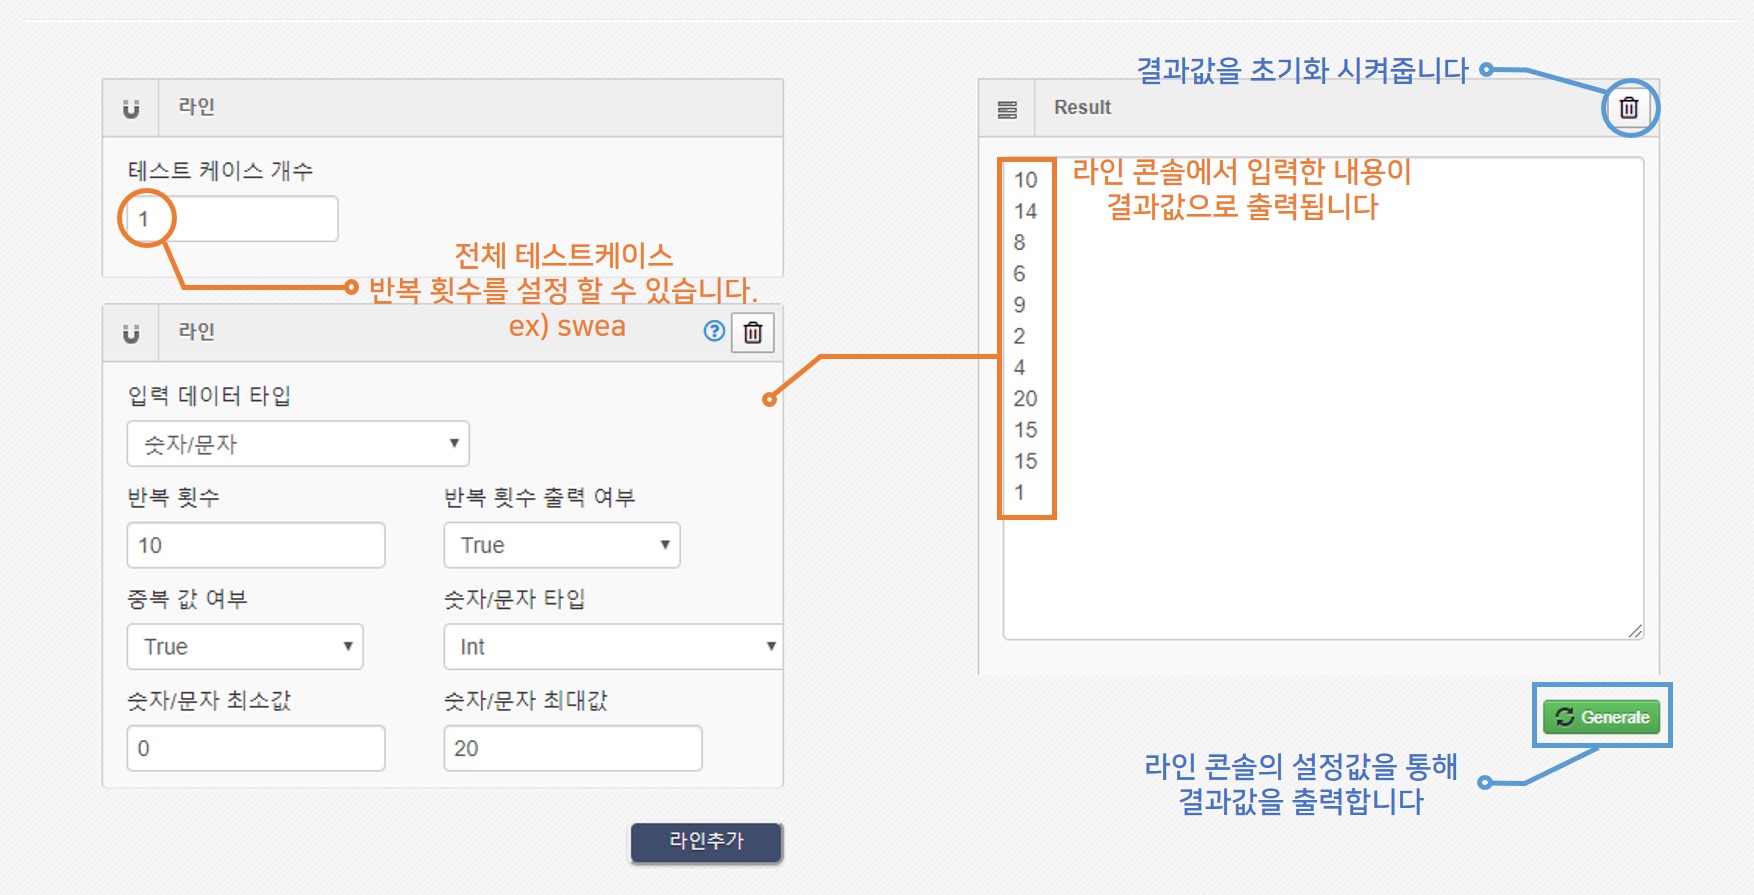 라인
테스트 케이스 개수
1
전체 테스트케이스
반복 횟수를 설정 할 수 있습니다.
ex) swea
라인
?
입력 데이터 타입
숫자/문자
반복 횟수
반복 횟수 출력 여부
10
True
중복 값 여부
숫자/문자 타입
True
Int
숫자/문자 최소값
숫자/문자 최대값
0
20
라인추가
결과값을 초기화 시켜줍니다
Result
라인 콘솔에서 입력한 내용이
결과값으로 출력됩니다
10
14
8
6
9
2
4
20
15
15
1
Generate
라인 콘솔의 설정값을 통해
결과값을 출력합니다